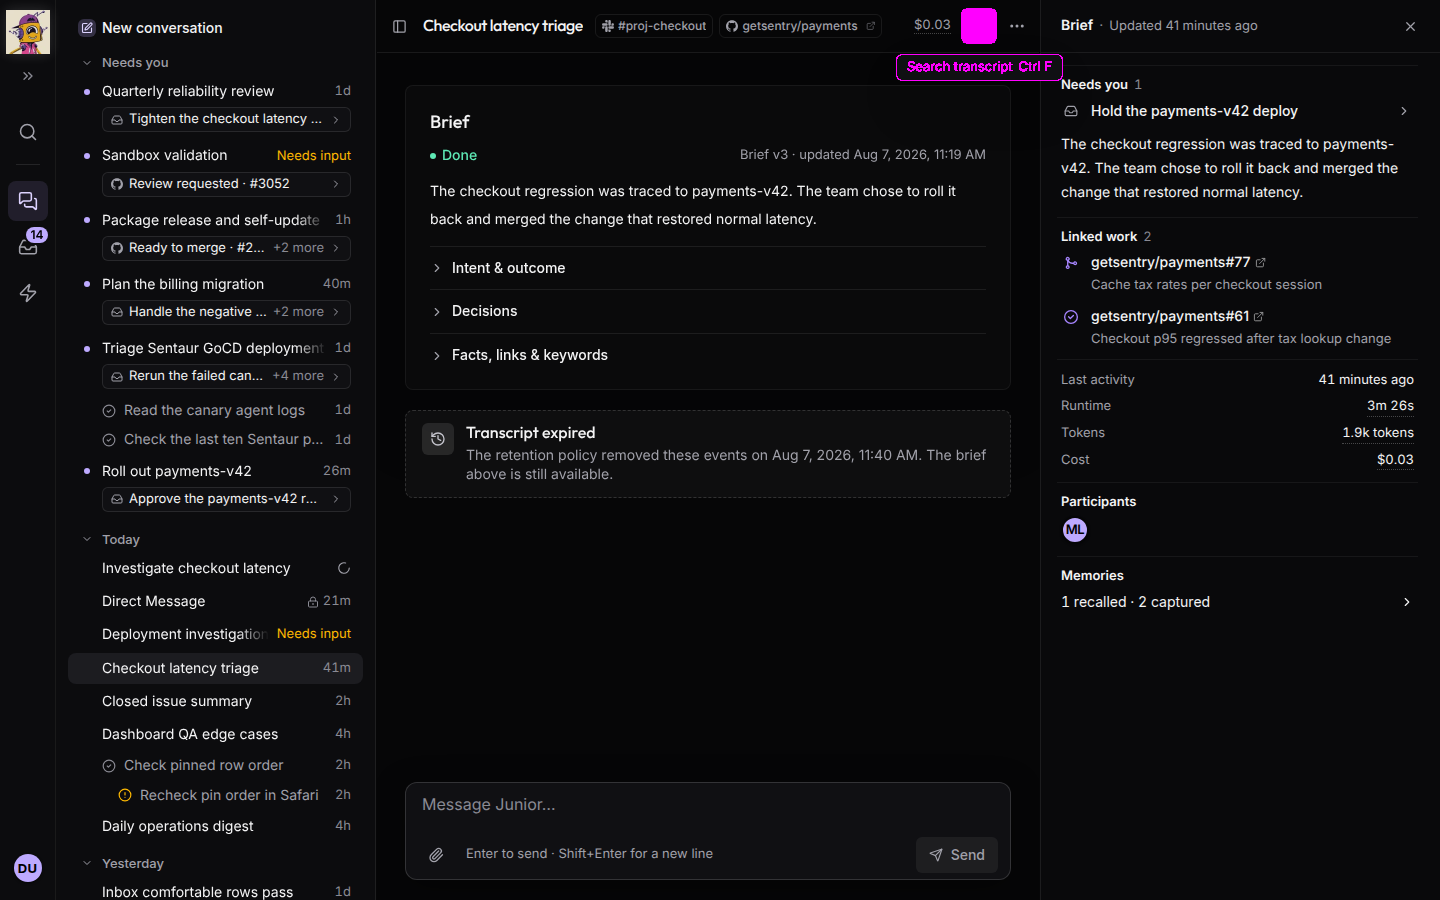 New conversation
Needs you
Quarterly reliability review 1d
Tighten the checkout latency ...
Sandbox validation Needs input
Review requested · #3052
Package release and self-update 1h
Ready to merge · #2... +2 more
14
Plan the billing migration 40m
Handle the negative ... +2 more
Triage Sentaur GoCD deployment 1d
Rerun the failed can... +4 more
Read the canary agent logs 1d
Check the last ten Sentaur p... 1d
Roll out payments-v42 26m
Approve the payments-v42 r...
Today
Investigate checkout latency
Direct Message 21m
Deployment investigation Needs input
Checkout latency triage 41m
Closed issue summary 2h
Dashboard QA edge cases 4h
Check pinned row order 2h
Recheck pin order in Safari 2h
Daily operations digest 4h
Yesterday
Inbox comfortable rows pass 1d
DU
Checkout latency triage #proj-checkout getsentry/payments $0.03
Search transcript Ctrl F
Brief
Done Brief v3 · updated Aug 7, 2026, 11:19 AM
The checkout regression was traced to payments-v42. The team chose to roll it
back and merged the change that restored normal latency.
Intent & outcome
Decisions
Facts, links & keywords
Transcript expired
The retention policy removed these events on Aug 7, 2026, 11:40 AM. The brief
above is still available.
Message Junior...
Enter to send · Shift+Enter for a new line
Send
Brief · Updated 41 minutes ago
Needs you 1
Hold the payments-v42 deploy
The checkout regression was traced to payments-
v42. The team chose to roll it back and merged the
change that restored normal latency.
Linked work 2
getsentry/payments#77
Cache tax rates per checkout session
getsentry/payments#61
Checkout p95 regressed after tax lookup change
Last activity 41 minutes ago
Runtime 3m 26s
Tokens 1.9k tokens
Cost $0.03
Participants
ML
Memories
1 recalled · 2 captured